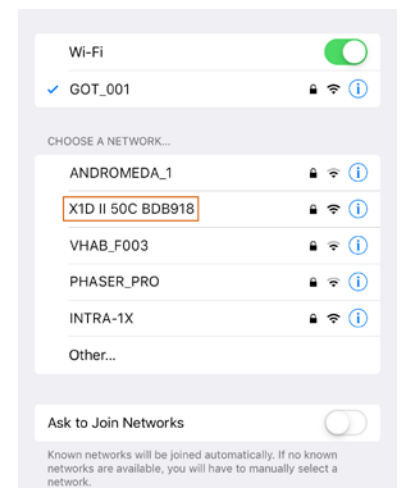 Wi-Fi
GOT_001
CHOOSE A NETWORK...
ANDROMEDA_1
X1D II 50C BDB918
VHAB_F003
PHASER_PRO
INTRA-1X
Other...
Ask to Join Networks
Known networks will be joined automatically. If no known
networks are available, you will have to manually select a
network.